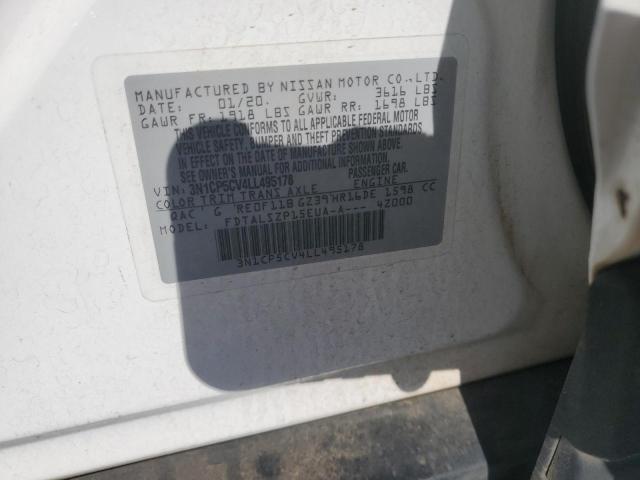 MANUFACTURED BY NISSAN MOTOR CO.,LTD.
DATE: 01/20. GVWR: 3616 LBS
GAWR FR: 1918 LBS GAWR RR: 1698 LBS
THIS VEHICLE CONFORMS TO ALL APPLICABLE FEDERAL MOTOR
VEHICLE SAFETY, BUMPER AND THEFT PREVENTION STANDARDS
IN EFFECT ON THE DATE OF MANUFACTURE SHOWN ABOVE.
SEE OWNER'S MANUAL FOR ADDITIONAL INFORMATION.
VIN: 3N1CP5CV4LL495178 PASSENGER CAR.
COLOR TRIM TRANS AXLE ENGINE
QAC G RE0F11B GZ39 HR16DE 1598 CC
FDTALSZP15EUA-A--- 42000
3N1CP5CV4LL495178